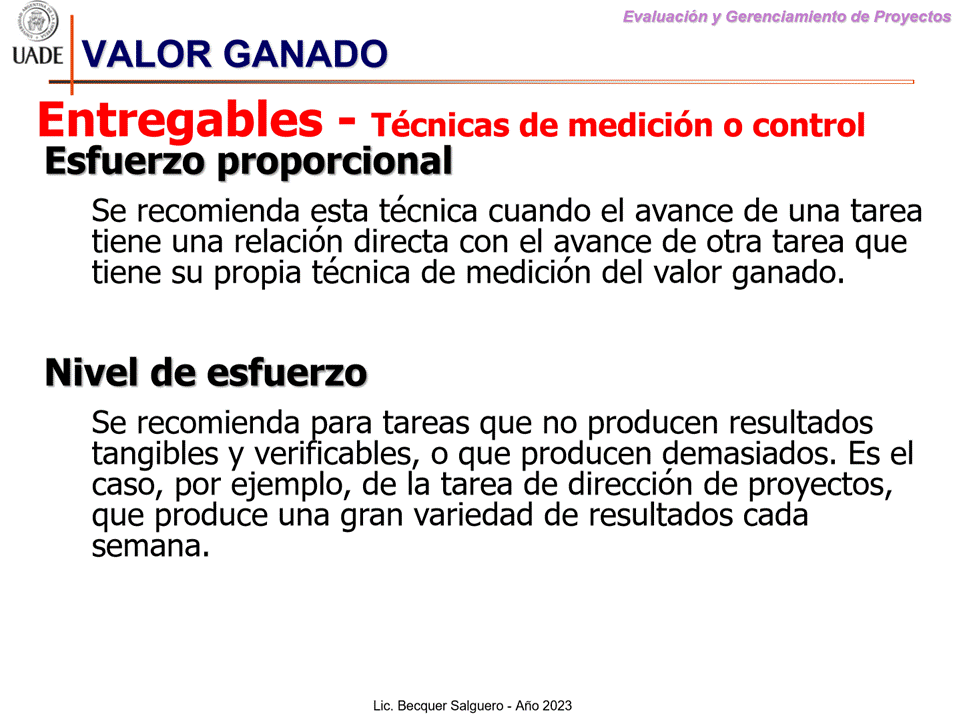 Evaluación y Gerenciamiento de Proyectos
UADE
VALOR GANADO
Entregables - Técnicas de medición o control
Esfuerzo proporcional
Se recomienda esta técnica cuando el avance de una tarea
tiene una relación directa con el avance de otra tarea que
tiene su propia técnica de medición del valor ganado.
Nivel de esfuerzo
Se recomienda para tareas que no producen resultados
tangibles y verificables, o que producen demasiados. Es el
caso, por ejemplo, de la tarea de dirección de proyectos,
que produce una gran variedad de resultados cada
semana.
Lic. Becquer Salguero - Año 2023